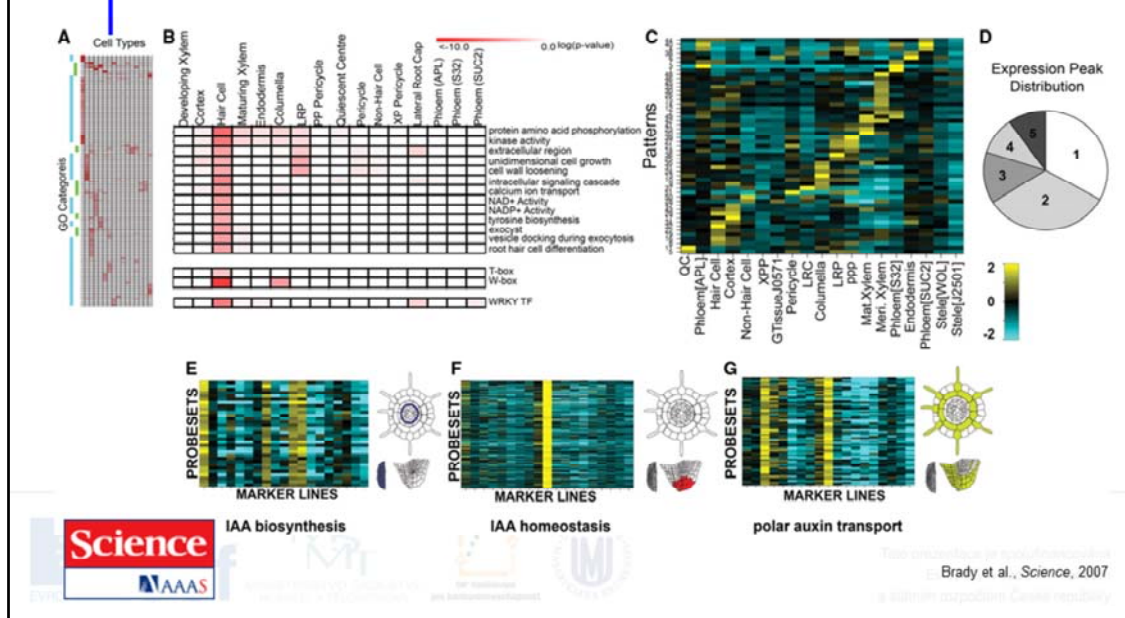 A
Cell Types
GO Categoreis
B
<-10.0
0.0 log(p-value)
Developing Xylem
Cortex
Hair Cell
Maturing Xylem
Endodermis
Columella
LRP
PP Pericycle
Quiescent Centre
Pericycle
Non-Hair Cell
XP Pericycle
Lateral Root Cap
Phloem (APL)
Phloem (S32)
Phloem (SUC2)
protein amino acid phosphorylation
kinase activity
extracellular region
unidimensional cell growth
cell wall loosening
intracellular signaling cascade
calcium ion transport
NAD+ Activity
NADP+ Activity
tyrosine biosynthesis
exocyst
vesicle docking during exocytosis
root hair cell differentiation
T-box
W-box
WRKY TF
C
Patterns
QC
Phloem[APL]
Hair Cell
Cortex
Non-Hair Cell
XPP
GTissueJ0571
Pericycle
LRC
Columella
LRP
ppp
Mat.Xylem
Meri. Xylem
Phloem[S32]
Endodermis
Phloem[SUC2]
Stele[WOL]
Stele[J2501]
D
Expression Peak
Distribution
1
2
3
4
5
2
0
-2
E
PROBESETS
MARKER LINES
IAA biosynthesis
F
PROBESETS
MARKER LINES
IAA homeostasis
G
PROBESETS
MARKER LINES
polar auxin transport
Science
AAAS
Brady et al., Science, 2007